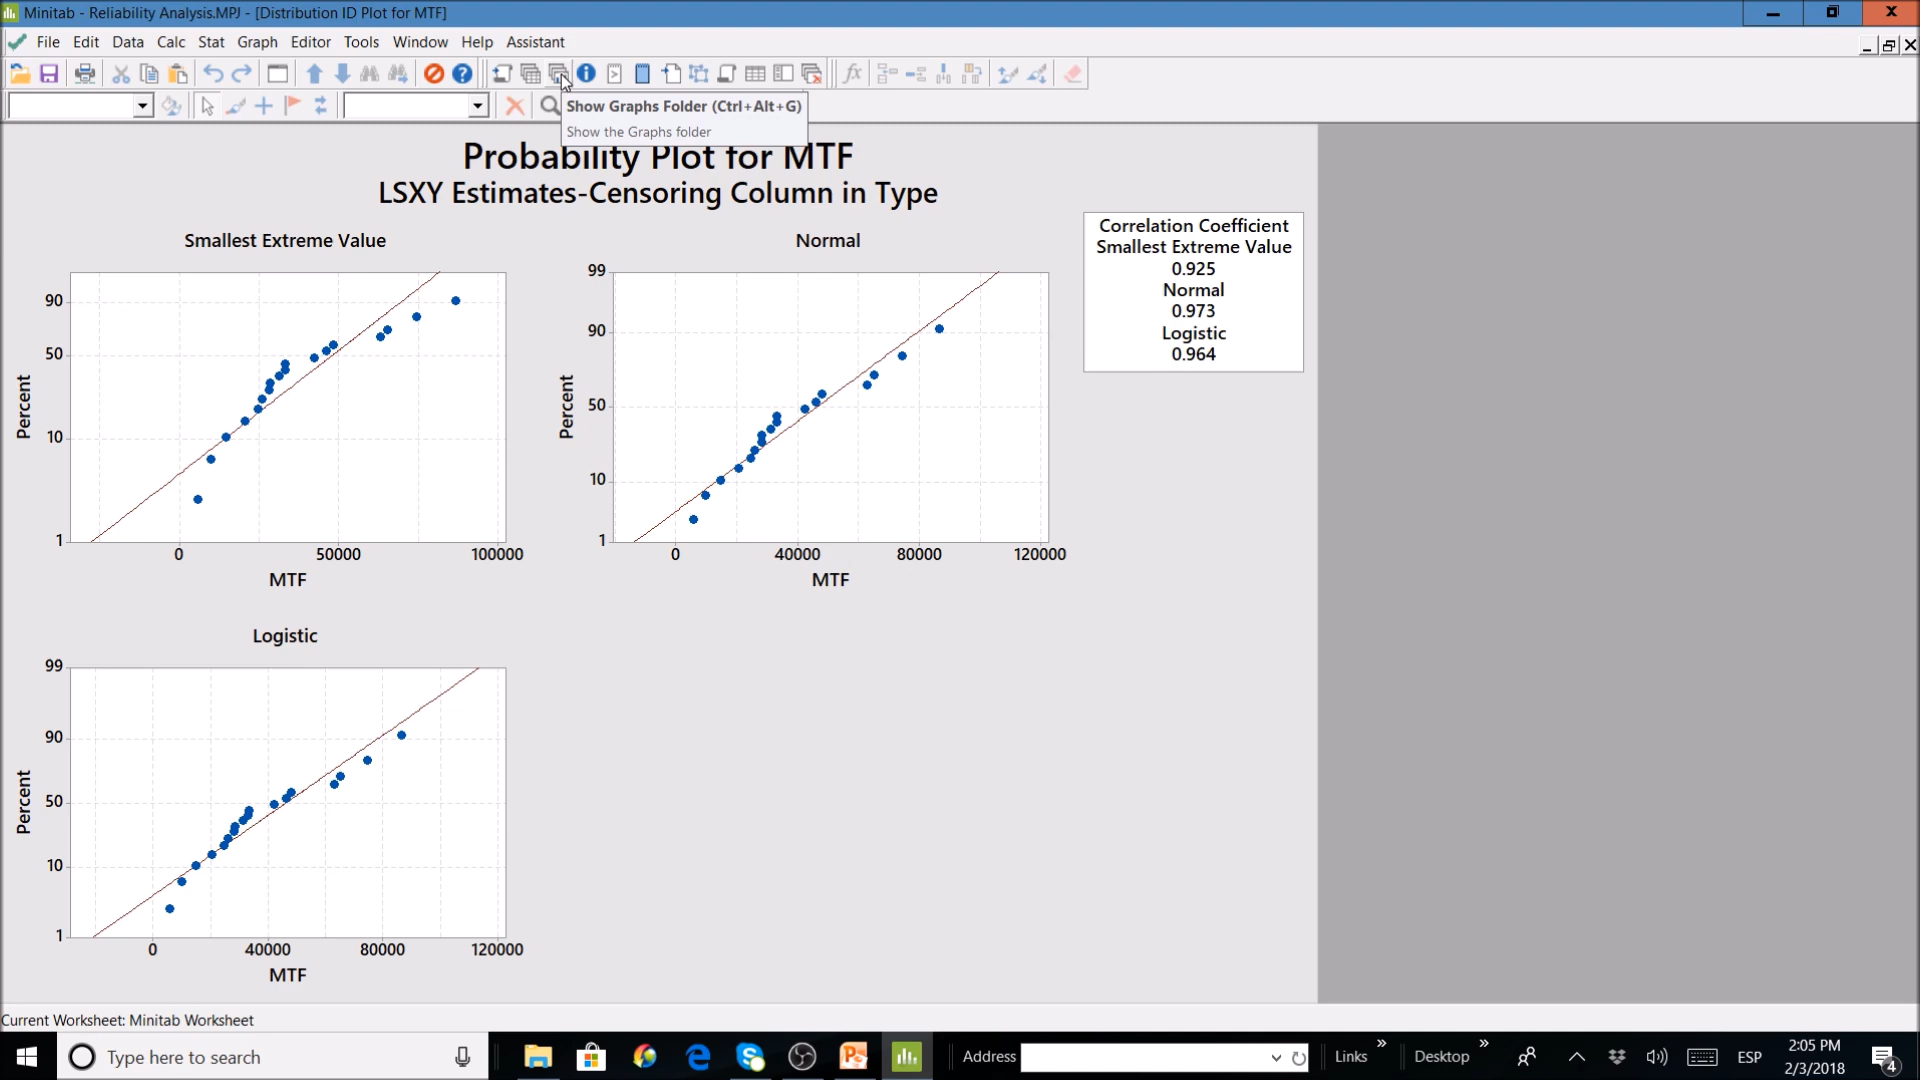 Minitab - Reliability Analysis.MPJ - [Distribution ID Plot for MTF]
File Edit Data Calc Stat Graph Editor Tools Window Help Assistant
Show Graphs Folder (Ctrl+Alt+G)
Show the Graphs folder
Probability Plot for MTF
LSXY Estimates-Censoring Column in Type
Smallest Extreme Value
90
50
10
1
Percent
0 50000 100000
MTF
Normal
99
90
50
10
1
Percent
0 40000 80000 120000
MTF
Correlation Coefficient
Smallest Extreme Value
0.925
Normal
0.973
Logistic
0.964
Logistic
99
90
50
10
1
Percent
0 40000 80000 120000
MTF
Current Worksheet: Minitab Worksheet
Type here to search
Address
Links
Desktop
ESP
2:05 PM
2/3/2018
4